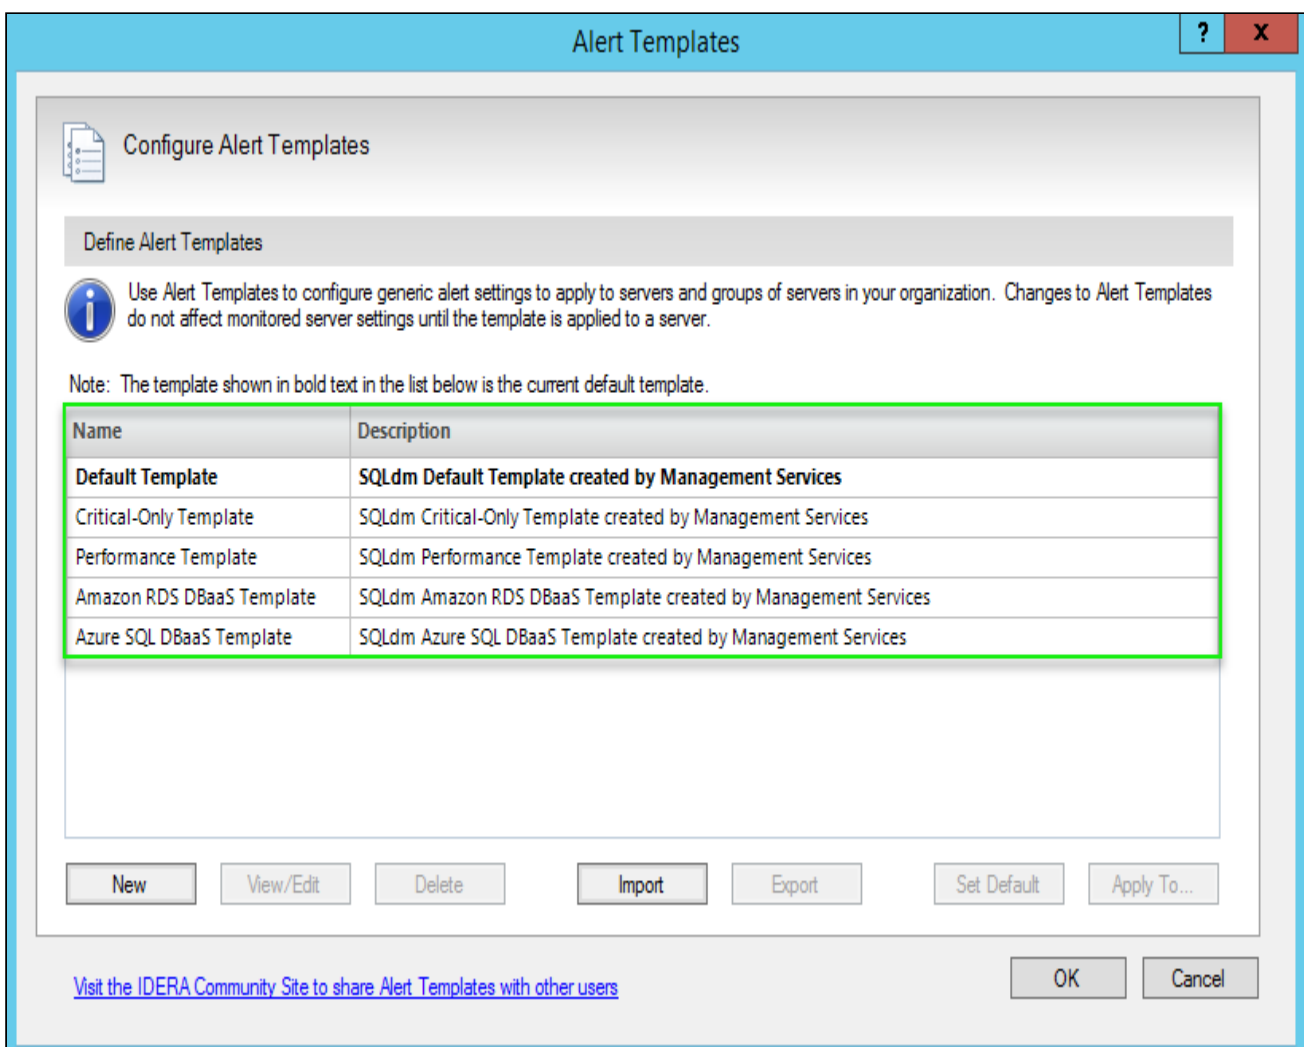 Alert Templates
?
X
Configure Alert Templates
Define Alert Templates
Use Alert Templates to configure generic alert settings to apply to servers and groups of servers in your organization. Changes to Alert Templates
do not affect monitored server settings until the template is applied to a server.
Note: The template shown in bold text in the list below is the current default template.
Name Description
Default Template SQLdm Default Template created by Management Services
Critical-Only Template SQLdm Critical-Only Template created by Management Services
Performance Template SQLdm Performance Template created by Management Services
Amazon RDS DBaaS Template SQLdm Amazon RDS DBaaS Template created by Management Services
Azure SQL DBaaS Template SQLdm Azure SQL DBaaS Template created by Management Services
New View/Edit Delete Import Export Set Default Apply To...
Visit the IDERA Community Site to share Alert Templates with other users
OK Cancel